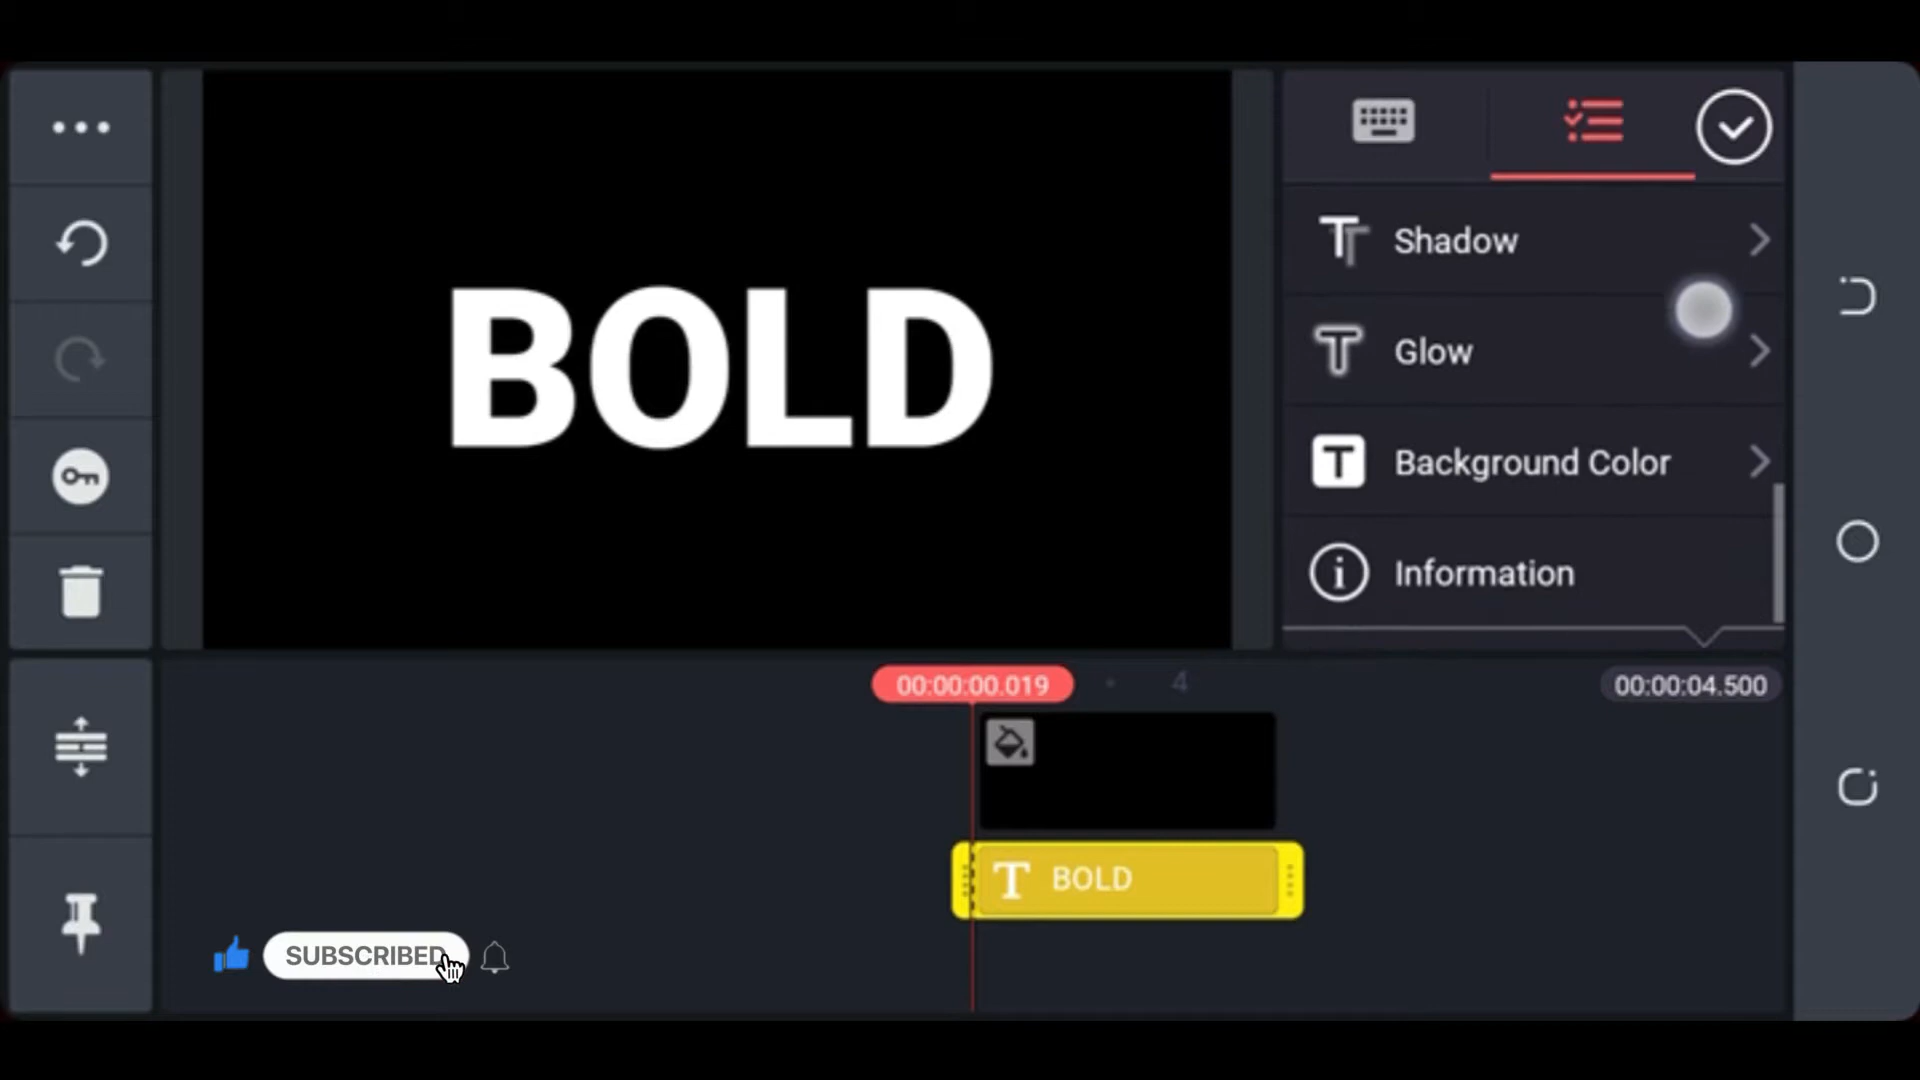 BOLD
Shadow
Glow
Background Color
Information
00:00:00.019
4
00:00:04.500
T BOLD
SUBSCRIBED